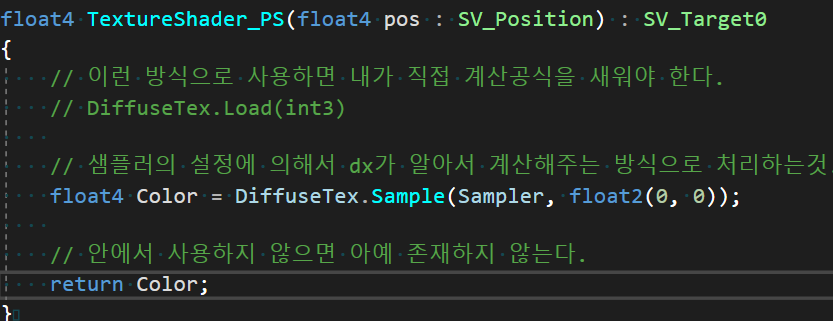 float4 TextureShader_PS(float4 pos : SV_Position) : SV_Target0
{
// 이런 방식으로 사용하면 내가 직접 계산공식을 새워야 한다.
// DiffuseTex.Load(int3)
// 샘플러의 설정에 의해서 dx가 알아서 계산해주는 방식으로 처리하는것.
float4 Color = DiffuseTex.Sample(Sampler, float2(0, 0));
// 안에서 사용하지 않으면 아예 존재하지 않는다.
return Color;
}